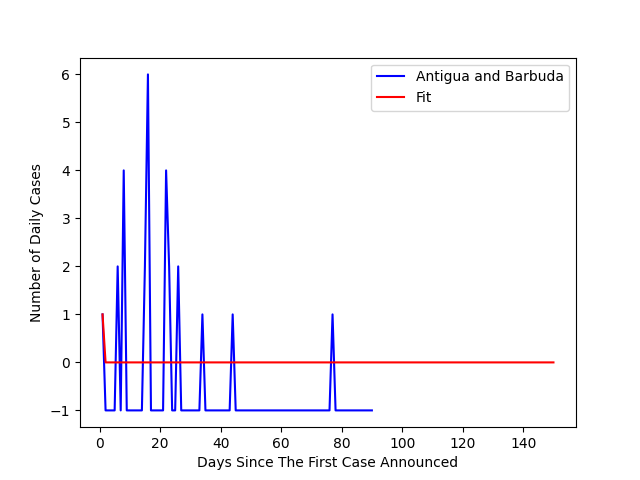 Antigua and Barbuda
Fit
Number of Daily Cases
6
5
4
3
2
1
0
−1
0 20 40 60 80 100 120 140
Days Since The First Case Announced